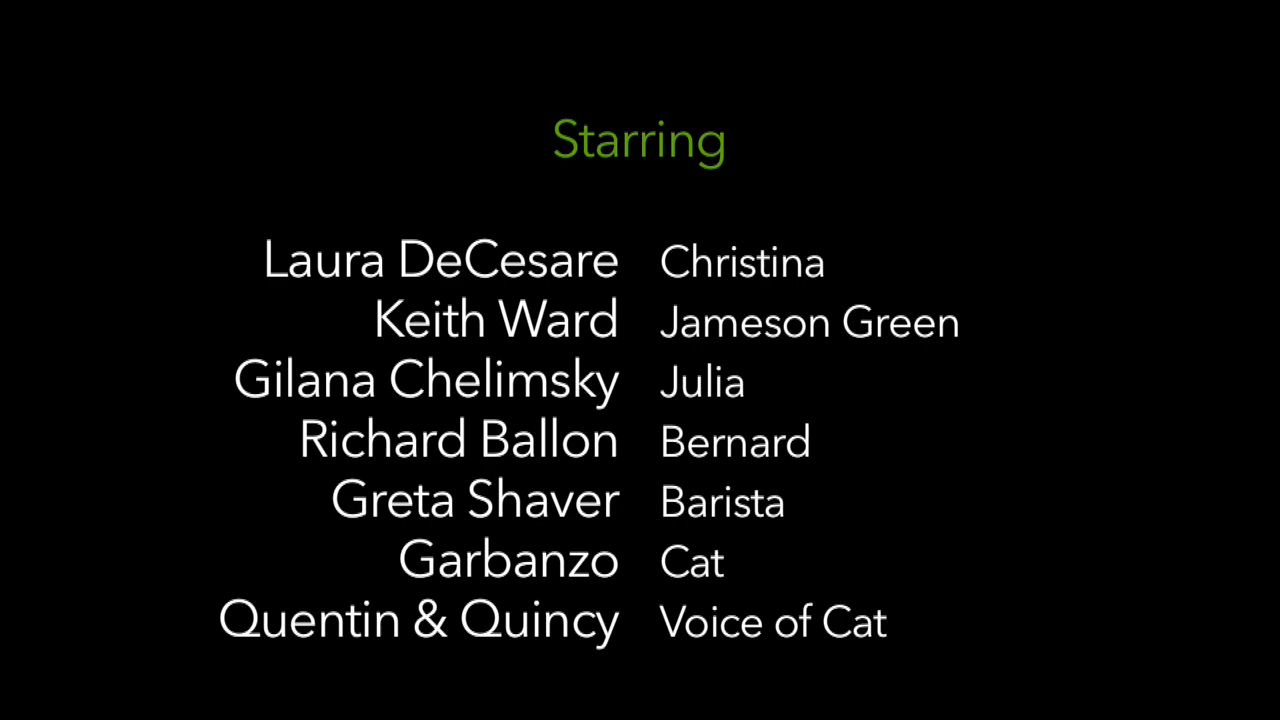 Starring
Laura DeCesare Christina
Keith Ward Jameson Green
Gilana Chelimsky Julia
Richard Ballon Bernard
Greta Shaver Barista
Garbanzo Cat
Quentin & Quincy Voice of Cat